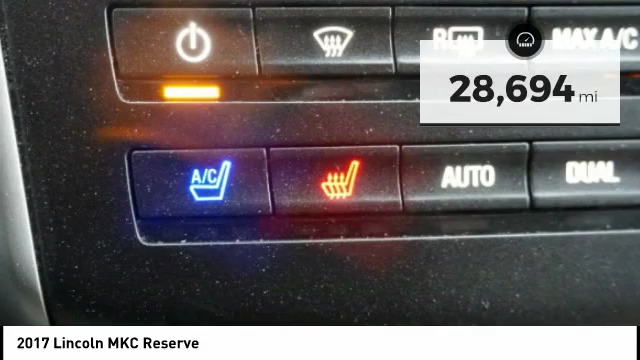 R MAX A/C
28,694 mi
A/C AUTO DUAL
2017 Lincoln MKC Reserve